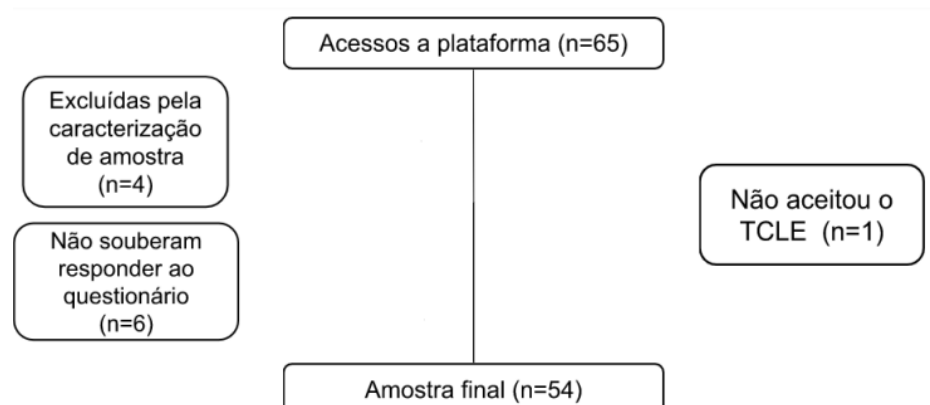 Acessos a plataforma (n=65)
Excluídas pela
caracterização
de amostra
(n=4)
Não souberam
responder ao
questionário
(n=6)
Não aceitou o
TCLE (n=1)
Amostra final (n=54)